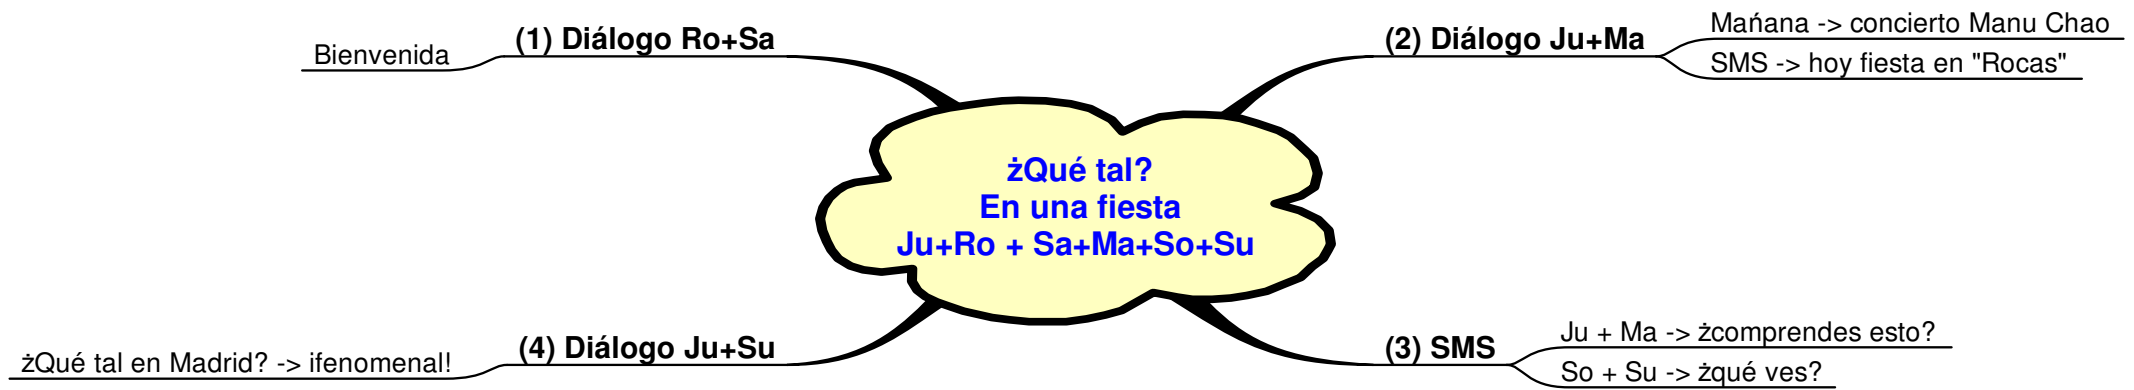 (1) Diálogo Ro+Sa
Bienvenida
(2) Diálogo Ju+Ma
Mańana -> concierto Manu Chao
SMS -> hoy fiesta en "Rocas"
żQué tal?
En una fiesta
Ju+Ro + Sa+Ma+So+Su
(3) SMS
Ju + Ma -> żcomprendes esto?
So + Su -> żqué ves?
(4) Diálogo Ju+Su
żQué tal en Madrid? -> ifenomenal!